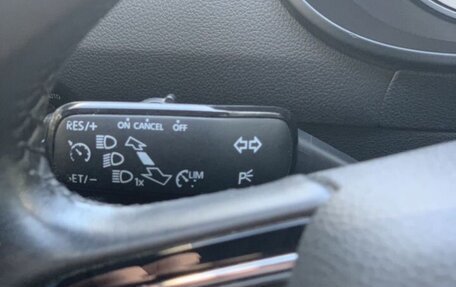 RES/+ ON CANCEL OFF
LIM
SET/- 1x
P